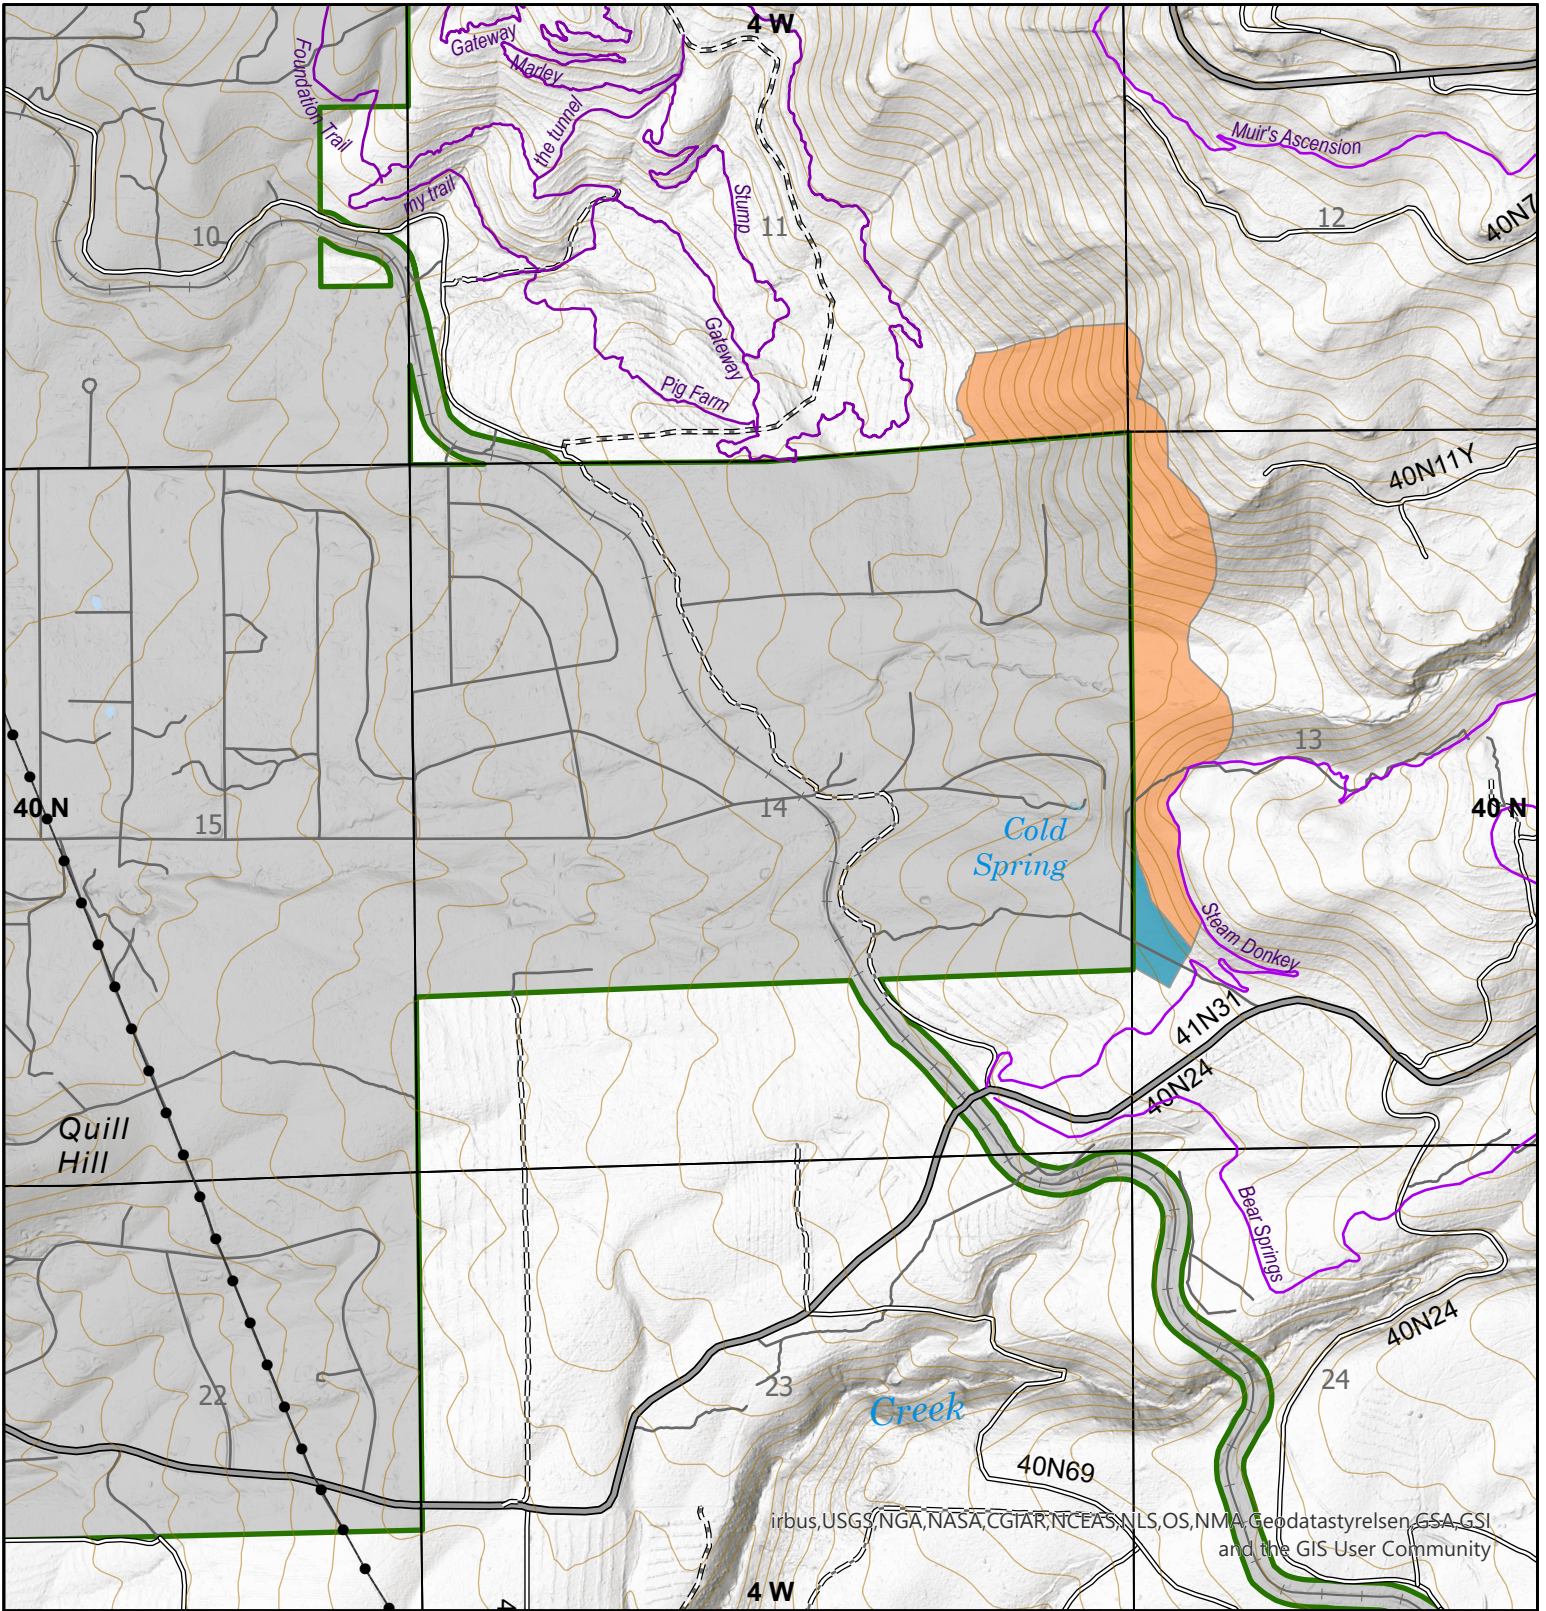 4 W
Gateway
Marley
Foundation Trail
the tunnel
my trail
Stump
Muir's Ascension
10
11
12
40N7
Gateway
Pig Farm
40N11Y
13
40 N
15
14
40 N
Cold
Spring
Steam Donkey
41N31
40N24
Quill
Hill
Bear Springs
40N24
22
23
24
Creek
40N69
irbus,USGS,NGA,NASA,CGIAR,NCEAS,NLS,OS,NMA,Geodatastyrelsen,GSA,GSI
and the GIS User Community
4 W
4